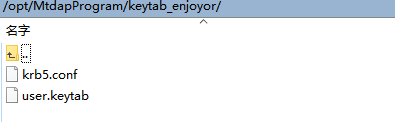 /opt/MtdapProgram/keytab_enjoyor/
名字
..
krb5.conf
user.keytab